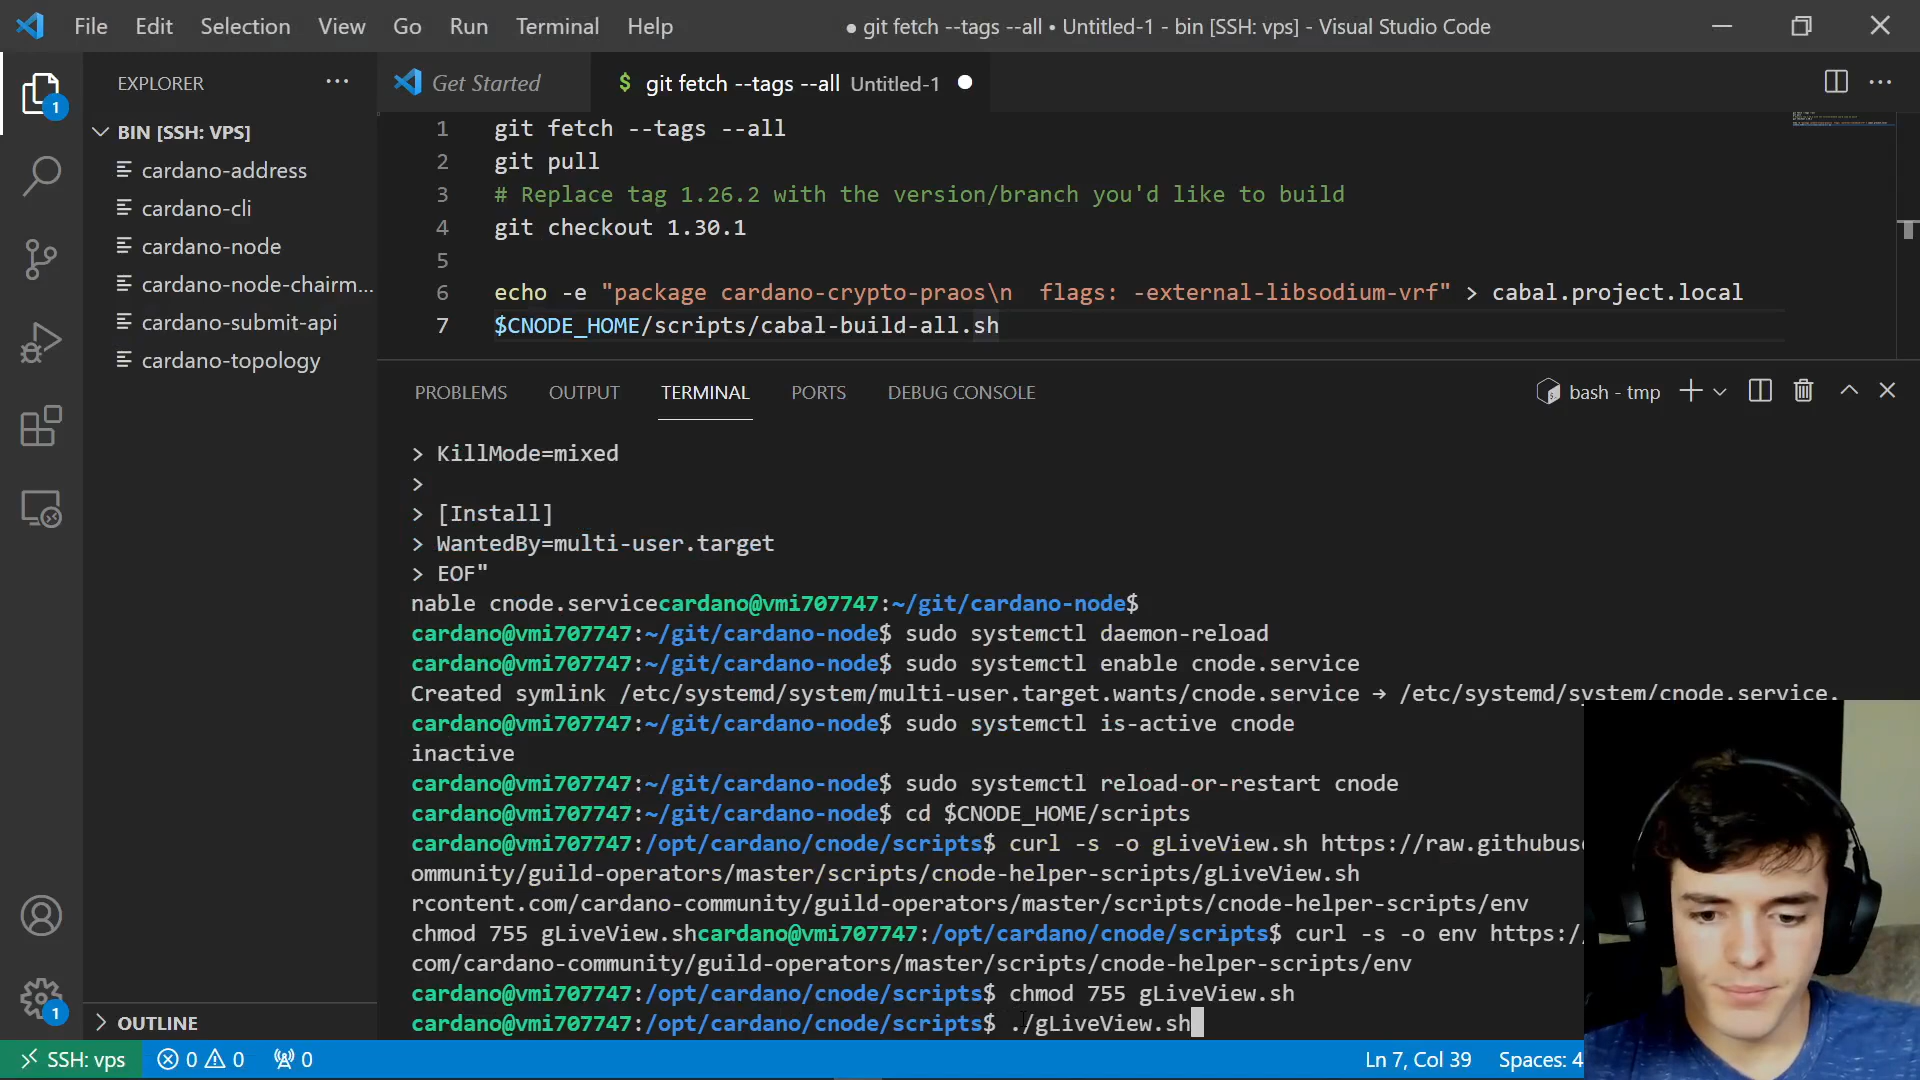 File Edit Selection View Go Run Terminal Help
● git fetch --tags --all • Untitled-1 - bin [SSH: vps] - Visual Studio Code
EXPLORER
Get Started
$ git fetch --tags --all Untitled-1
BIN [SSH: VPS]
cardano-address
cardano-cli
cardano-node
cardano-node-chairm...
cardano-submit-api
cardano-topology
OUTLINE
1 git fetch --tags --all
2 git pull
3 # Replace tag 1.26.2 with the version/branch you'd like to build
4 git checkout 1.30.1
5
6 echo -e "package cardano-crypto-praos\n  flags: -external-libsodium-vrf" > cabal.project.local
7 $CNODE_HOME/scripts/cabal-build-all.sh
PROBLEMS OUTPUT TERMINAL PORTS DEBUG CONSOLE
bash - tmp
> KillMode=mixed
>
> [Install]
> WantedBy=multi-user.target
> EOF"
nable cnode.servicecardano@vmi707747:~/git/cardano-node$
cardano@vmi707747:~/git/cardano-node$ sudo systemctl daemon-reload
cardano@vmi707747:~/git/cardano-node$ sudo systemctl enable cnode.service
Created symlink /etc/systemd/system/multi-user.target.wants/cnode.service → /etc/systemd/system/cnode.service.
cardano@vmi707747:~/git/cardano-node$ sudo systemctl is-active cnode
inactive
cardano@vmi707747:~/git/cardano-node$ sudo systemctl reload-or-restart cnode
cardano@vmi707747:~/git/cardano-node$ cd $CNODE_HOME/scripts
cardano@vmi707747:/opt/cardano/cnode/scripts$ curl -s -o gLiveView.sh https://raw.githubus
ommunity/guild-operators/master/scripts/cnode-helper-scripts/gLiveView.sh
rcontent.com/cardano-community/guild-operators/master/scripts/cnode-helper-scripts/env
chmod 755 gLiveView.shcardano@vmi707747:/opt/cardano/cnode/scripts$ curl -s -o env https:/
com/cardano-community/guild-operators/master/scripts/cnode-helper-scripts/env
cardano@vmi707747:/opt/cardano/cnode/scripts$ chmod 755 gLiveView.sh
cardano@vmi707747:/opt/cardano/cnode/scripts$ ./gLiveView.sh
1
1
SSH: vps 0 0 0
Ln 7, Col 39 Spaces: 4